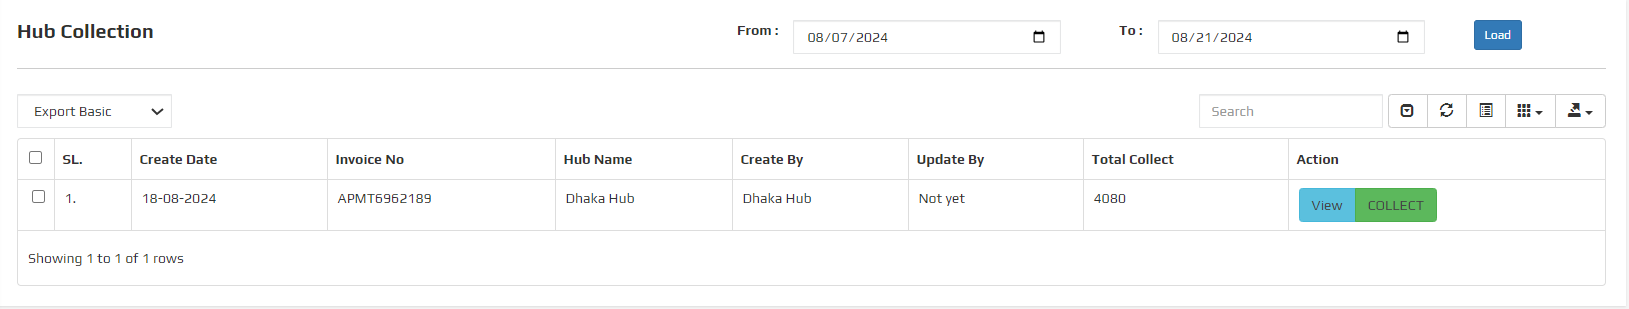 Hub Collection From : 08/07/2024 To : 08/21/2024 Load
Export Basic Search
SL. Create Date Invoice No Hub Name Create By Update By Total Collect Action
1. 18-08-2024 APMT6962189 Dhaka Hub Dhaka Hub Not yet 4080 View COLLECT
Showing 1 to 1 of 1 rows